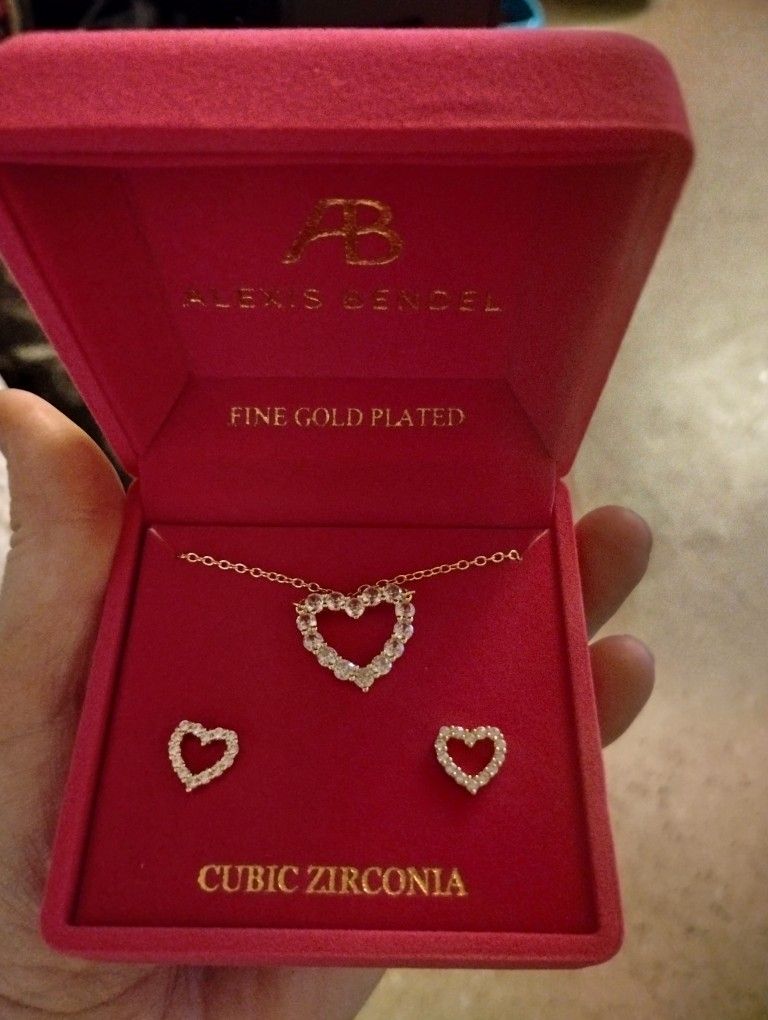 AB
ALEXIS BENDEL
FINE GOLD PLATED
CUBIC ZIRCONIA